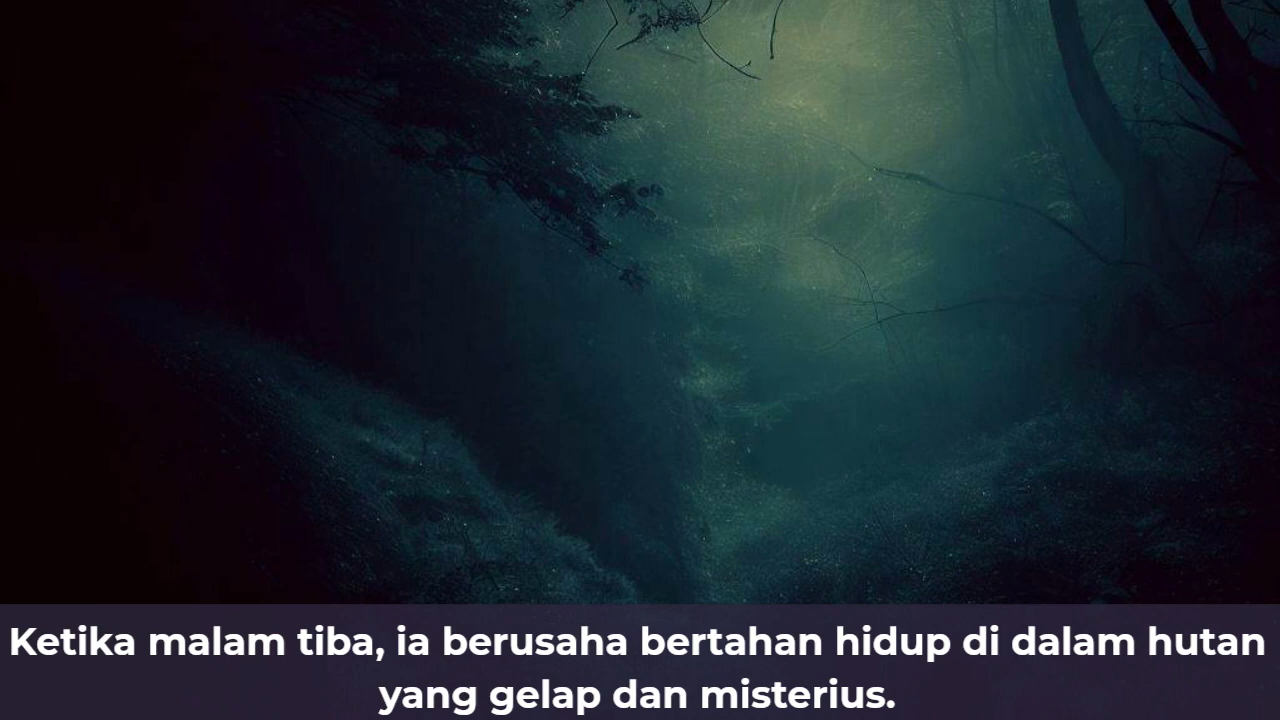 Ketika malam tiba, ia berusaha bertahan hidup di dalam hutan
yang gelap dan misterius.